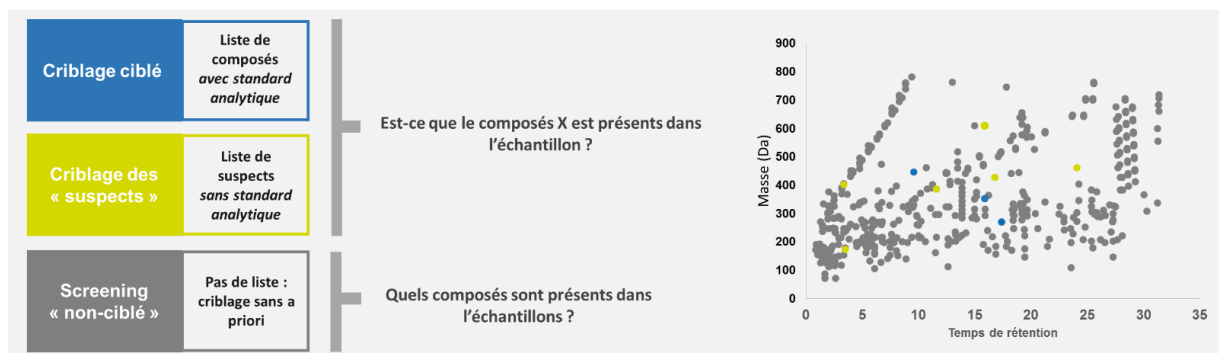 Criblage ciblé
Liste de
composés
avec standard
analytique
Criblage des
« suspects »
Liste de
suspects
sans standard
analytique
Est-ce que le composés X est présents dans
l'échantillon ?
Screening
« non-ciblé »
Pas de liste :
criblage sans a
priori
Quels composés sont présents dans
l'échantillons ?
Masse (Da)
900
800
700
600
500
400
300
200
100
0
0 5 10 15 20 25 30 35
Temps de rétention